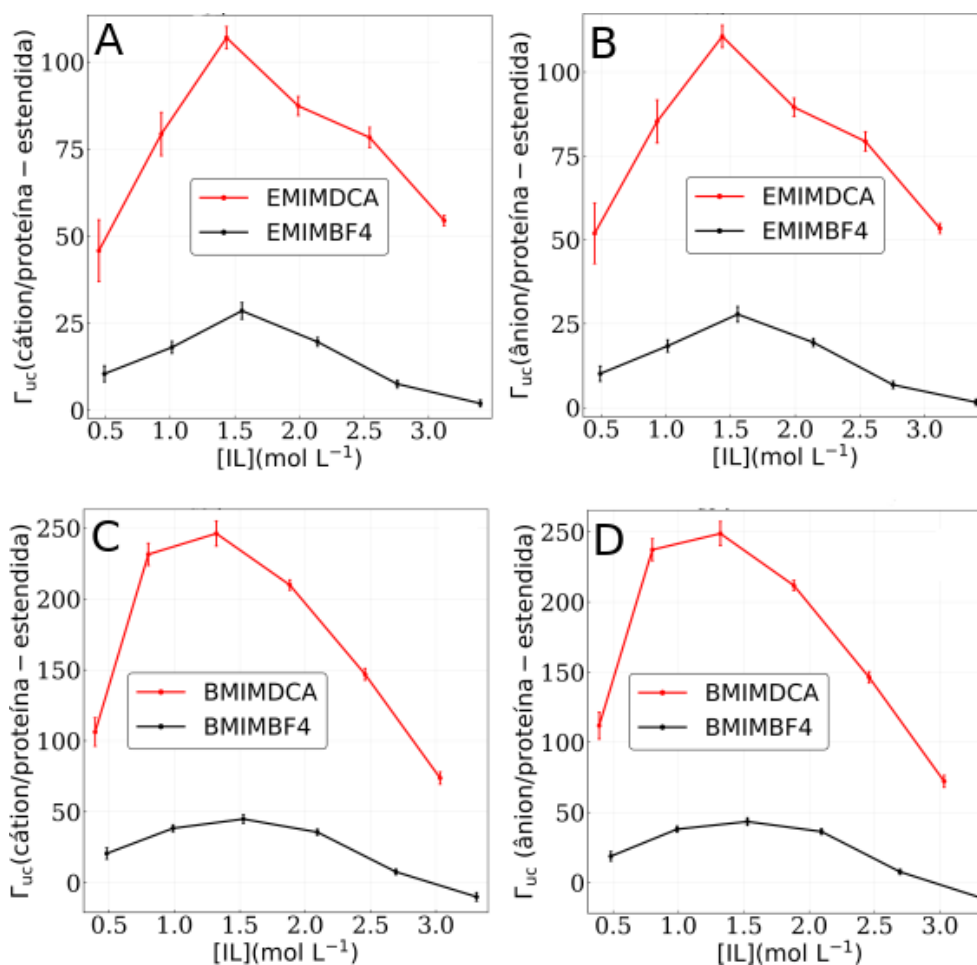 A
Γuc(cátion/proteína − estendida)
100
75
50
25
0
EMIMDCA
EMIMBF4
0.5 1.0 1.5 2.0 2.5 3.0
[IL](mol L⁻¹)
B
Γuc(ânion/proteína − estendida)
100
75
50
25
0
EMIMDCA
EMIMBF4
0.5 1.0 1.5 2.0 2.5 3.0
[IL](mol L⁻¹)
C
Γuc(cátion/proteína − estendida)
250
200
150
100
50
0
BMIMDCA
BMIMBF4
0.5 1.0 1.5 2.0 2.5 3.0
[IL](mol L⁻¹)
D
Γuc (ânion/proteína − estendida)
250
200
150
100
50
0
BMIMDCA
BMIMBF4
0.5 1.0 1.5 2.0 2.5 3.0
[IL](mol L⁻¹)